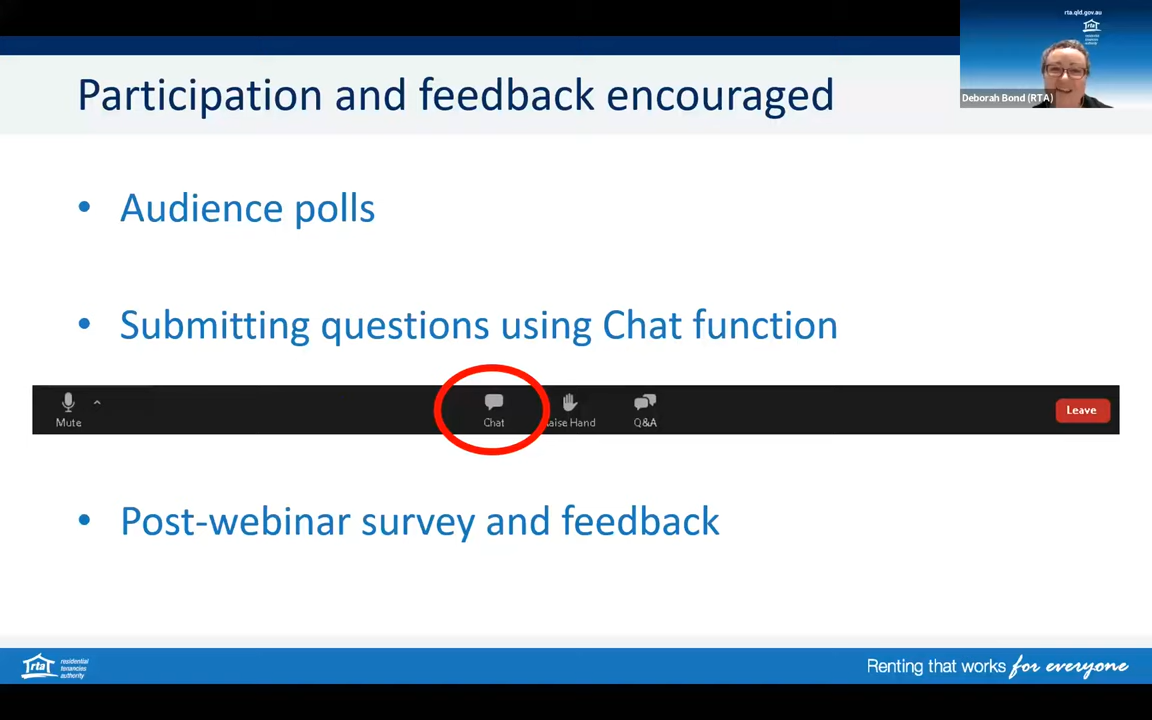 rta.qld.gov.au
Participation and feedback encouraged
Deborah Bond (RTA)
• Audience polls
• Submitting questions using Chat function
Mute
Chat
aise Hand
Q&A
Leave
• Post-webinar survey and feedback
rta
residential
tenancies
authority
Renting that works for everyone